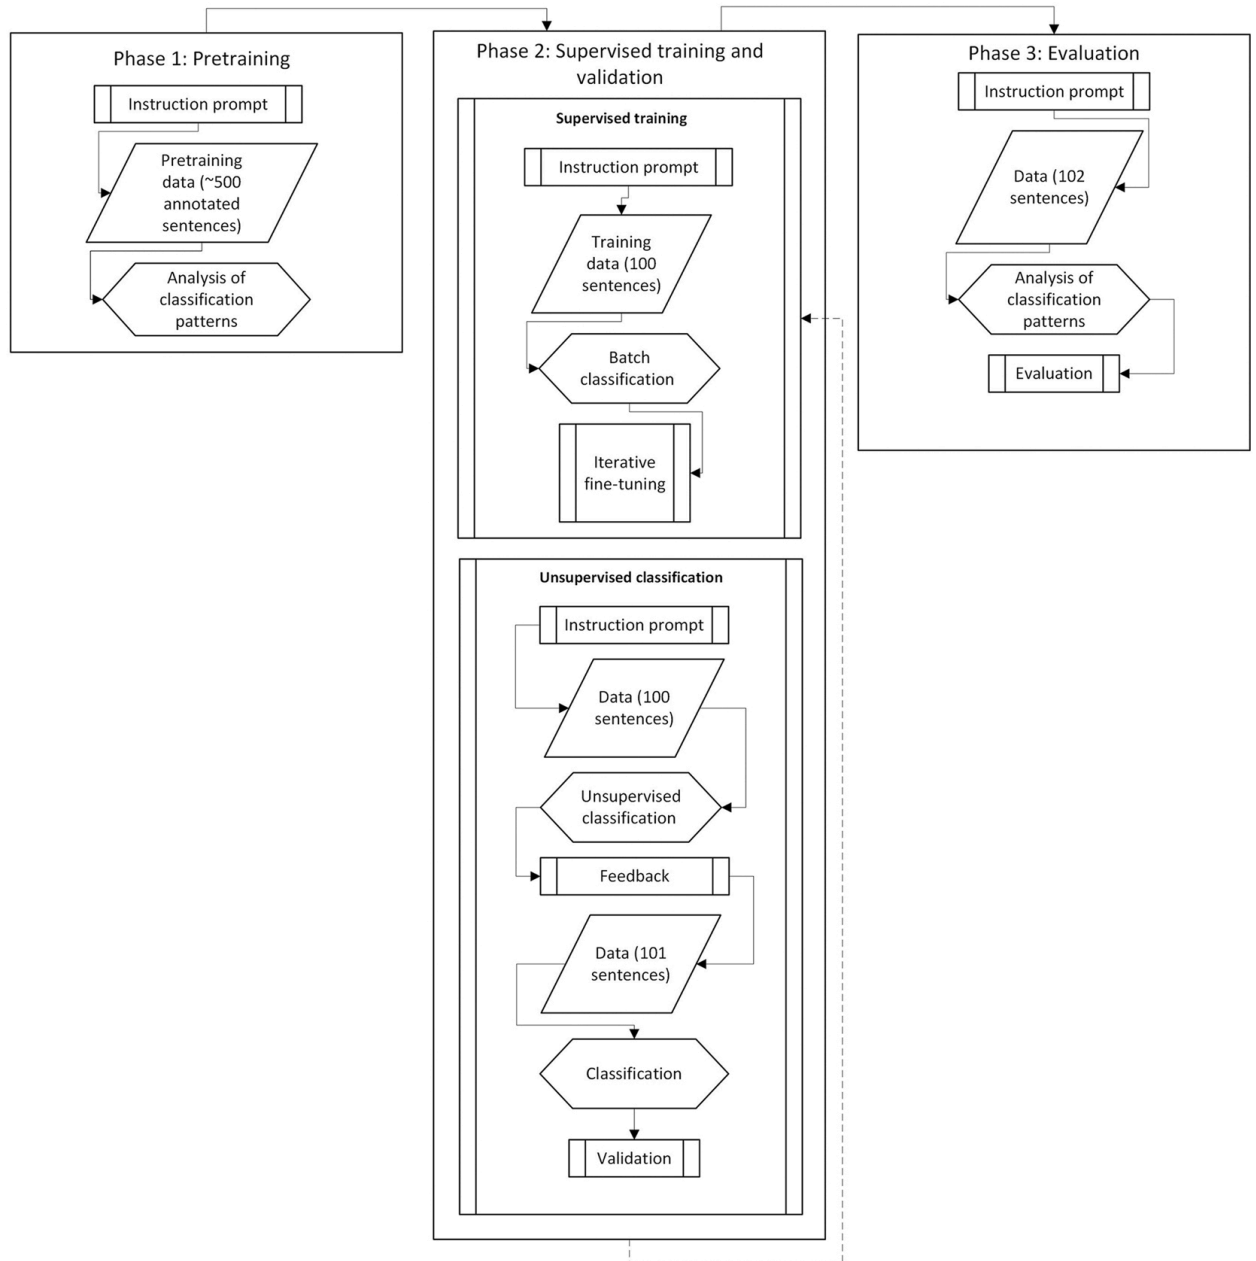 Phase 1: Pretraining
Instruction prompt
Pretraining
data (~500
annotated
sentences)
Analysis of
classification
patterns
Phase 2: Supervised training and
validation
Supervised training
Instruction prompt
Training
data (100
sentences)
Batch
classification
Iterative
fine-tuning
Unsupervised classification
Instruction prompt
Data (100
sentences)
Unsupervised
classification
Feedback
Data (101
sentences)
Classification
Validation
Phase 3: Evaluation
Instruction prompt
Data (102
sentences)
Analysis of
classification
patterns
Evaluation